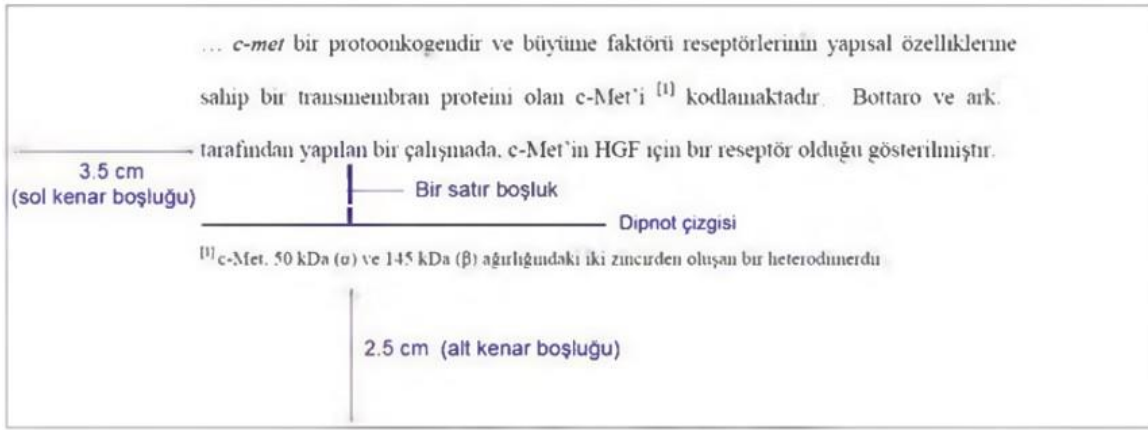 … c-met bir protoonkogendir ve büyüme faktörü reseptörlerinin yapısal özelliklerine
sahip bir transmembran proteini olan c-Met'i [1] kodlamaktadır. Bottaro ve ark.
tarafından yapılan bir çalışmada, c-Met'in HGF için bir reseptör olduğu gösterilmiştir.
3.5 cm
(sol kenar boşluğu)
Bir satır boşluk
Dipnot çizgisi
[1] c-Met, 50 kDa (α) ve 145 kDa (β) ağırlığındaki iki zincirden oluşan bir heterodimerdir
2.5 cm (alt kenar boşluğu)